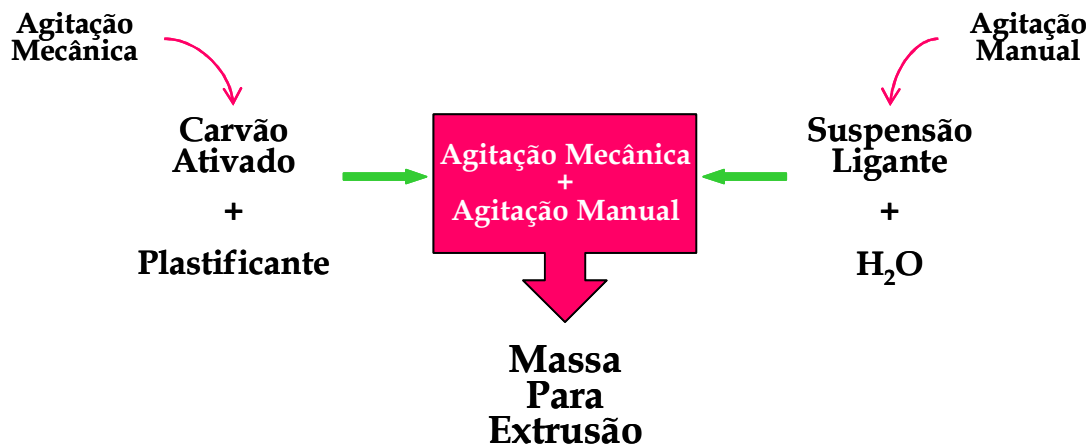 Agitação
Mecânica
Agitação
Manual
Carvão
Ativado
+
Plastificante
Agitação Mecânica
+
Agitação Manual
Suspensão
Ligante
+
H₂O
Massa
Para
Extrusão